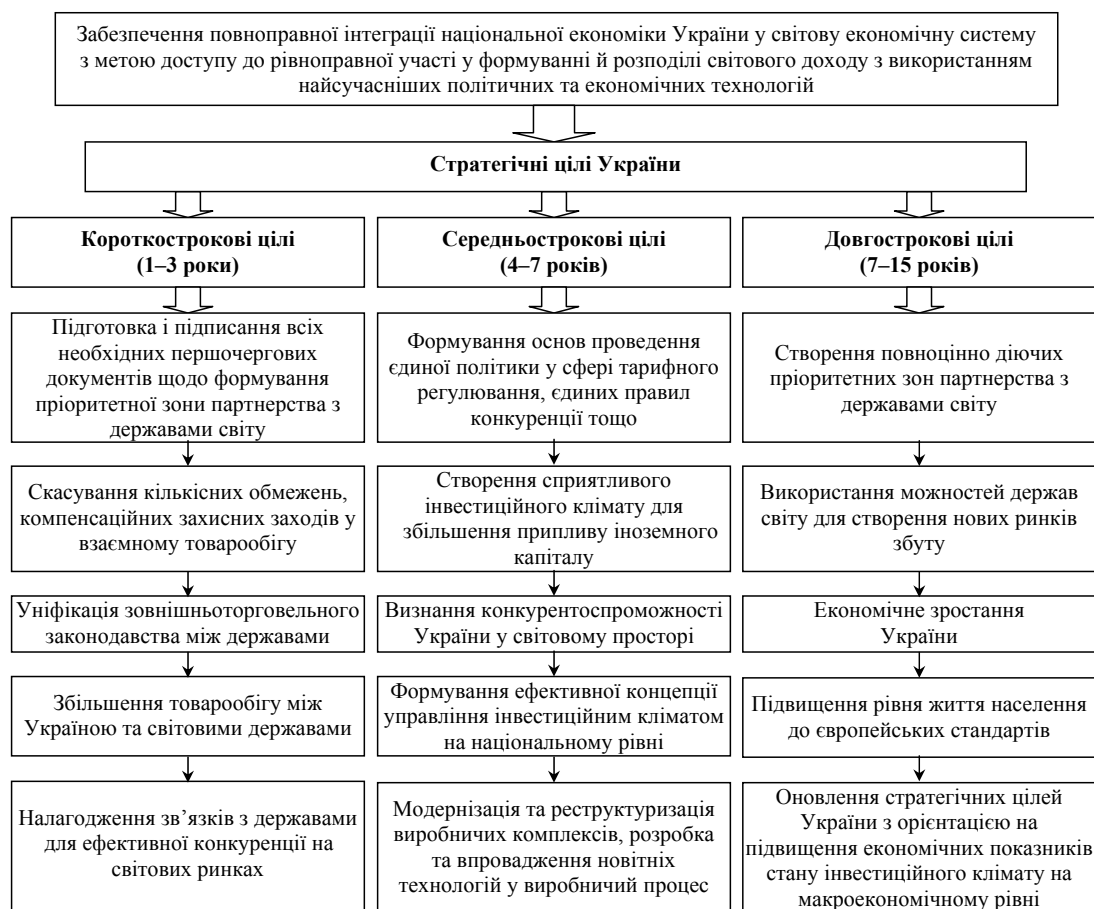 Забезпечення повноправної інтеграції національної економіки України у світову економічну систему
з метою доступу до рівноправної участі у формуванні й розподілі світового доходу з використанням
найсучасніших політичних та економічних технологій
Стратегічні цілі України
Короткострокові цілі
(1–3 роки)
Підготовка і підписання всіх
необхідних першочергових
документів щодо формування
пріоритетної зони партнерства з
державами світу
Скасування кількісних обмежень,
компенсаційних захисних заходів у
взаємному товарообігу
Уніфікація зовнішньоторговельного
законодавства між державами
Збільшення товарообігу між
Україною та світовими державами
Налагодження зв’язків з державами
для ефективної конкуренції на
світових ринках
Середньострокові цілі
(4–7 років)
Формування основ проведення
єдиної політики у сфері тарифного
регулювання, єдиних правил
конкуренції тощо
Створення сприятливого
інвестиційного клімату для
збільшення припливу іноземного
капіталу
Визнання конкурентоспроможності
України у світовому просторі
Формування ефективної концепції
управління інвестиційним кліматом
на національному рівні
Модернізація та реструктуризація
виробничих комплексів, розробка
та впровадження новітніх
технологій у виробничий процес
Довгострокові цілі
(7–15 років)
Створення повноцінно діючих
пріоритетних зон партнерства з
державами світу
Використання можностей держав
світу для створення нових ринків
збуту
Економічне зростання
України
Підвищення рівня життя населення
до європейських стандартів
Оновлення стратегічних цілей
України з орієнтацією на
підвищення економічних показників
стану інвестиційного клімату на
макроекономічному рівні